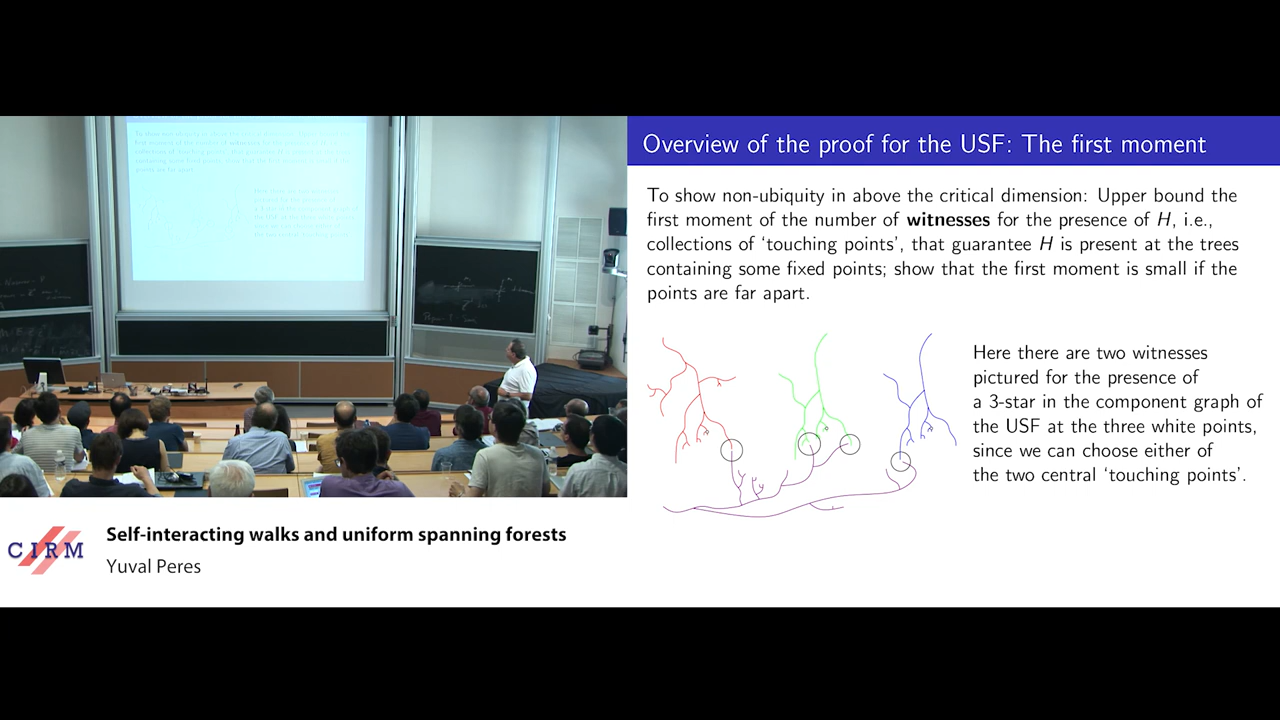 Overview of the proof for the USF: The first moment
To show non-ubiquity in above the critical dimension: Upper bound the
first moment of the number of witnesses for the presence of H, i.e.,
collections of ‘touching points’, that guarantee H is present at the trees
containing some fixed points; show that the first moment is small if the
points are far apart.
Here there are two witnesses
pictured for the presence of
a 3-star in the component graph of
the USF at the three white points,
since we can choose either of
the two central ‘touching points’.
CIRM
Self-interacting walks and uniform spanning forests
Yuval Peres